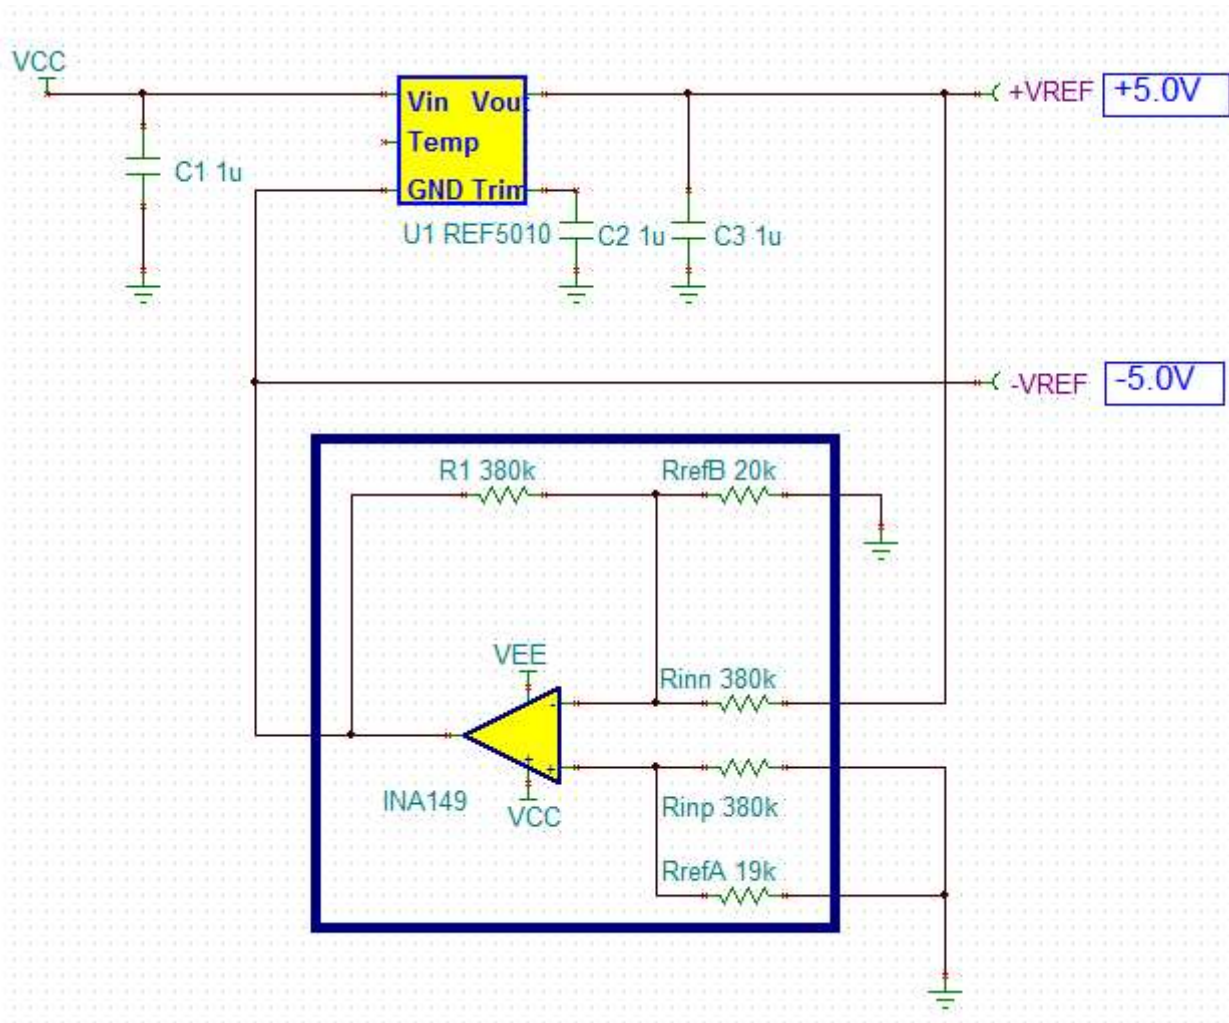 VCC
Vin Vout
+VREF +5.0V
Temp
C1 1u
GND Trim
U1 REF5010
C2 1u
C3 1u
-VREF -5.0V
R1 380k
RrefB 20k
VEE
Rinn 380k
-
+
+
INA149
VCC
Rinp 380k
RrefA 19k